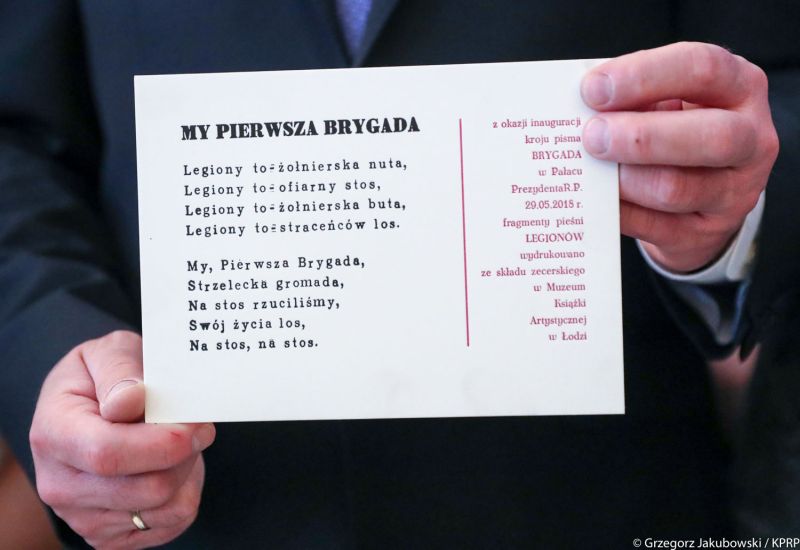 MY PIERWSZA BRYGADA
Legiony to=żołnierska nuta,
Legiony to=ofiarny stos,
Legiony to=żołnierska buta,
Legiony to=straceńców los.
My, Pierwsza Brygada,
Strzelecka gromada,
Na stos rzuciliśmy,
Swój życia los,
Na stos, na stos.
z okazji inauguracji
kroju pisma
BRYGADA
w Pałacu
PrezydentaR.P.
29.05.2018 r.
fragmenty pieśni
LEGIONÓW
wydrukowano
ze składu zecerskiego
w Muzeum
Książki
Artystycznej
w Łodzi
© Grzegorz Jakubowski / KPRP